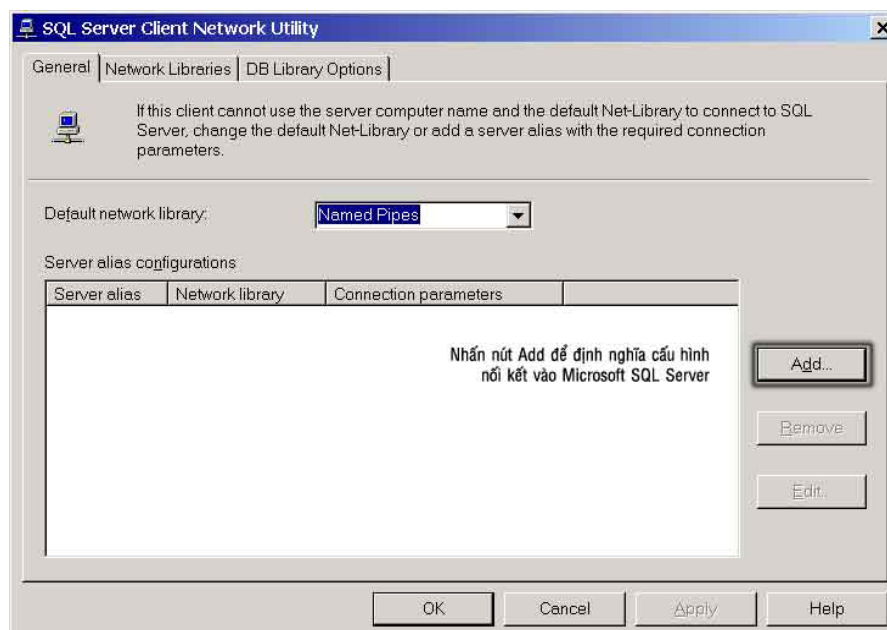 SQL Server Client Network Utility
General Network Libraries DB Library Options
If this client cannot use the server computer name and the default Net-Library to connect to SQL
Server, change the default Net-Library or add a server alias with the required connection
parameters.
Default network library: Named Pipes
Server alias configurations
Server alias Network library Connection parameters
Nhấn nút Add để định nghĩa cấu hình
nối kết vào Microsoft SQL Server
Add...
Remove
Edit..
OK Cancel Apply Help